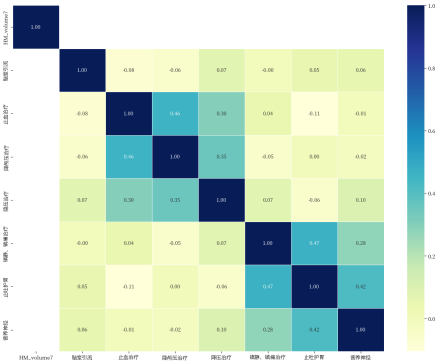 HM_volume7
1.00
脑室引流
1.00 -0.08 -0.06 0.07 -0.00 0.05 0.06
止血治疗
-0.08 1.00 0.46 0.30 0.04 -0.11 -0.01
降颅压治疗
-0.06 0.46 1.00 0.35 -0.05 0.00 -0.02
降压治疗
0.07 0.30 0.35 1.00 0.07 -0.06 0.10
镇静、镇痛治疗
-0.00 0.04 -0.05 0.07 1.00 0.47 0.28
止吐护胃
0.05 -0.11 0.00 -0.06 0.47 1.00 0.42
营养神经
0.06 -0.01 -0.02 0.10 0.28 0.42 1.00
HM_volume7 脑室引流 止血治疗 降颅压治疗 降压治疗 镇静、镇痛治疗 止吐护胃 营养神经
1.0
0.8
0.6
0.4
0.2
0.0